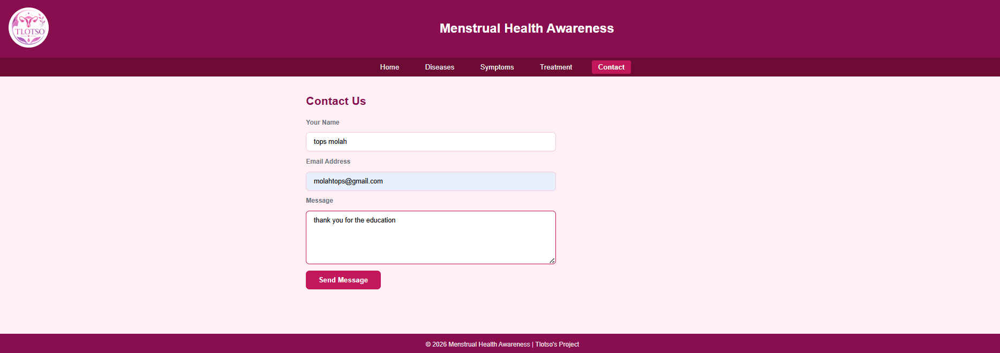 TLOTSO
Menstrual Health Awareness
Home Diseases Symptoms Treatment Contact
Contact Us
Your Name
tops molah
Email Address
molahtops@gmail.com
Message
thank you for the education
Send Message
© 2026 Menstrual Health Awareness | Tlotso's Project